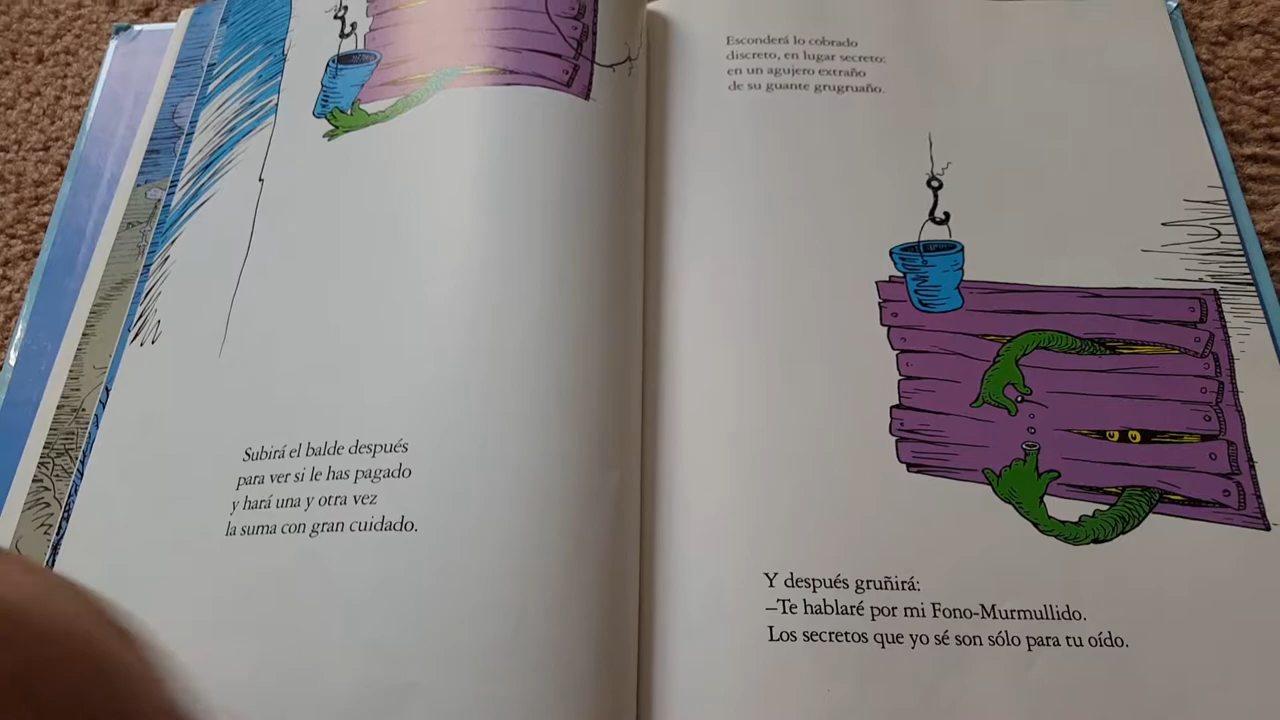 Subirá el balde después
para ver si le has pagado
y hará una y otra vez
la suma con gran cuidado.
Esconderá lo cobrado
discreto, en lugar secreto:
en un agujero extraño
de su guante grugruaño.
Y después gruñirá:
–Te hablaré por mi Fono-Murmullido.
Los secretos que yo sé son sólo para tu oído.